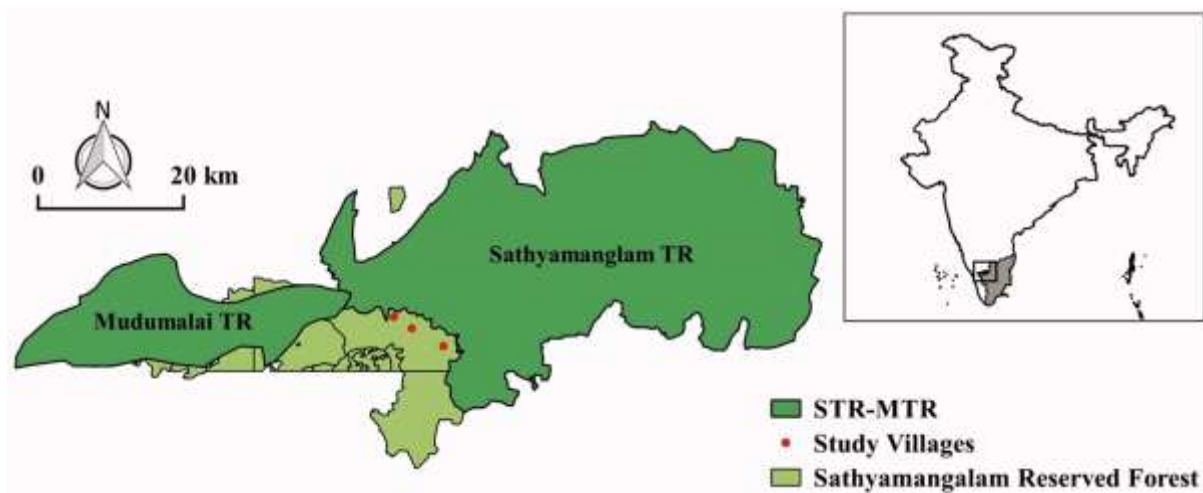 N
0 20 km
Sathyamanglam TR
Mudumalai TR
STR-MTR
Study Villages
Sathyamangalam Reserved Forest